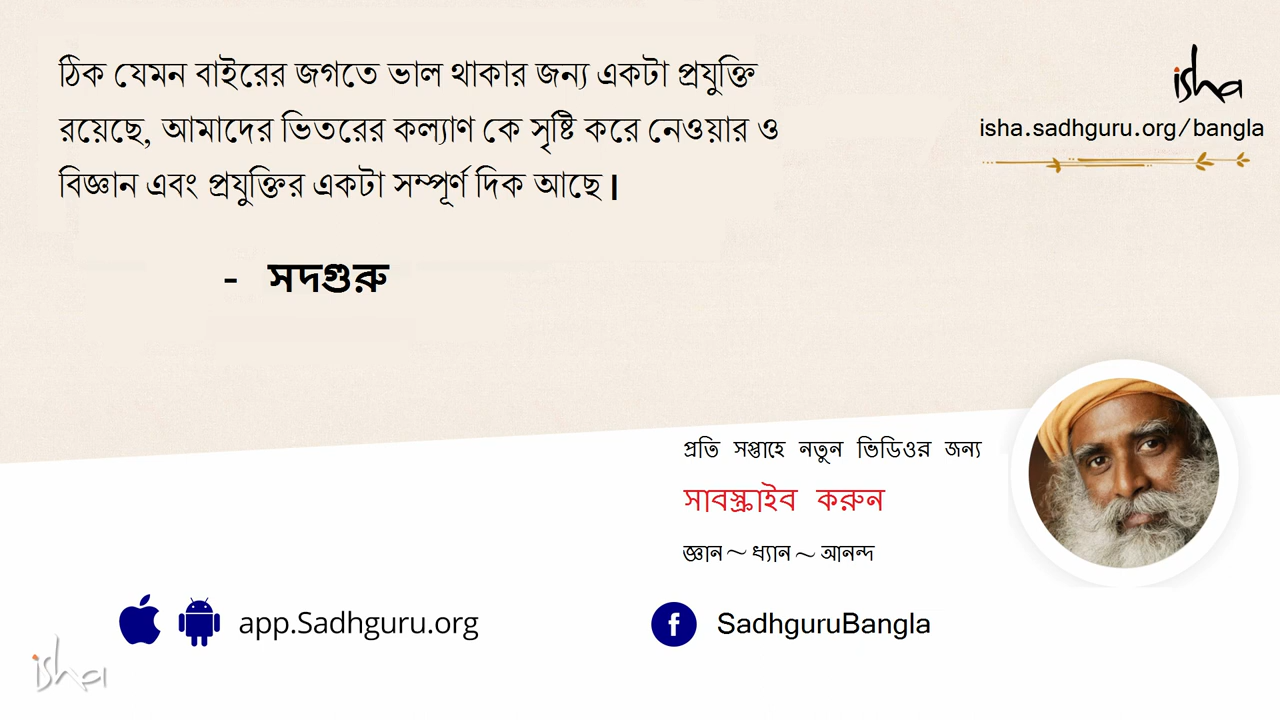 ঠিক যেমন বাইরের জগতে ভাল থাকার জন্য একটা প্রযুক্তি
রয়েছে, আমাদের ভিতরের কল্যাণ কে সৃষ্টি করে নেওয়ার ও
বিজ্ঞান এবং প্রযুক্তির একটা সম্পূর্ণ দিক আছে।
- সদগুরু
isha
isha.sadhguru.org/bangla
প্রতি সপ্তাহে নতুন ভিডিওর জন্য
সাবস্ক্রাইব করুন
জ্ঞান ~ ধ্যান ~ আনন্দ
app.Sadhguru.org
SadhguruBangla
isha